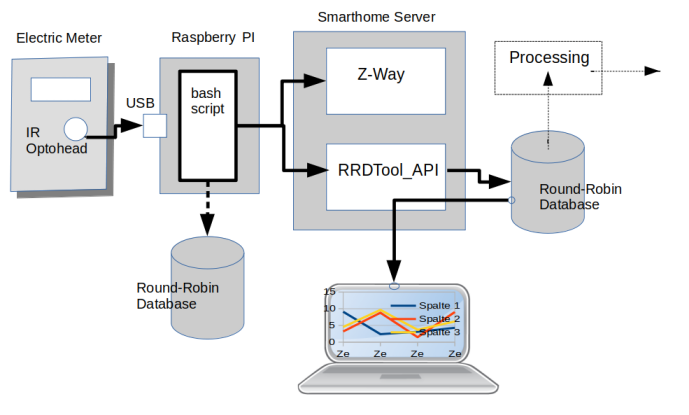 Smarthome Server
Electric Meter
Raspberry PI
Processing
Z-Way
bash
script
USB
IR
Optohead
RRDTool_API
Round-Robin
Database
Round-Robin
Database
15
10
5
0
Spalte 1
Spalte 2
Spalte 3
Ze
Ze
Ze
Ze